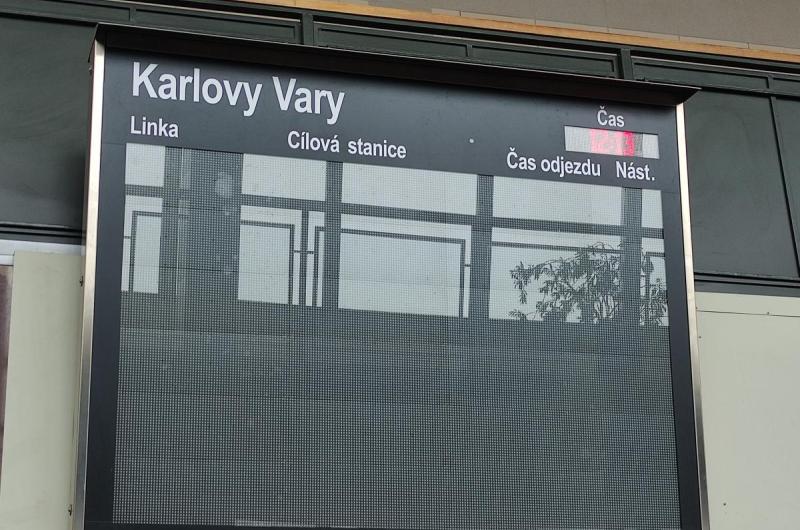 Karlovy Vary
Čas
Linka
Cílová stanice
Čas odjezdu
Nást.